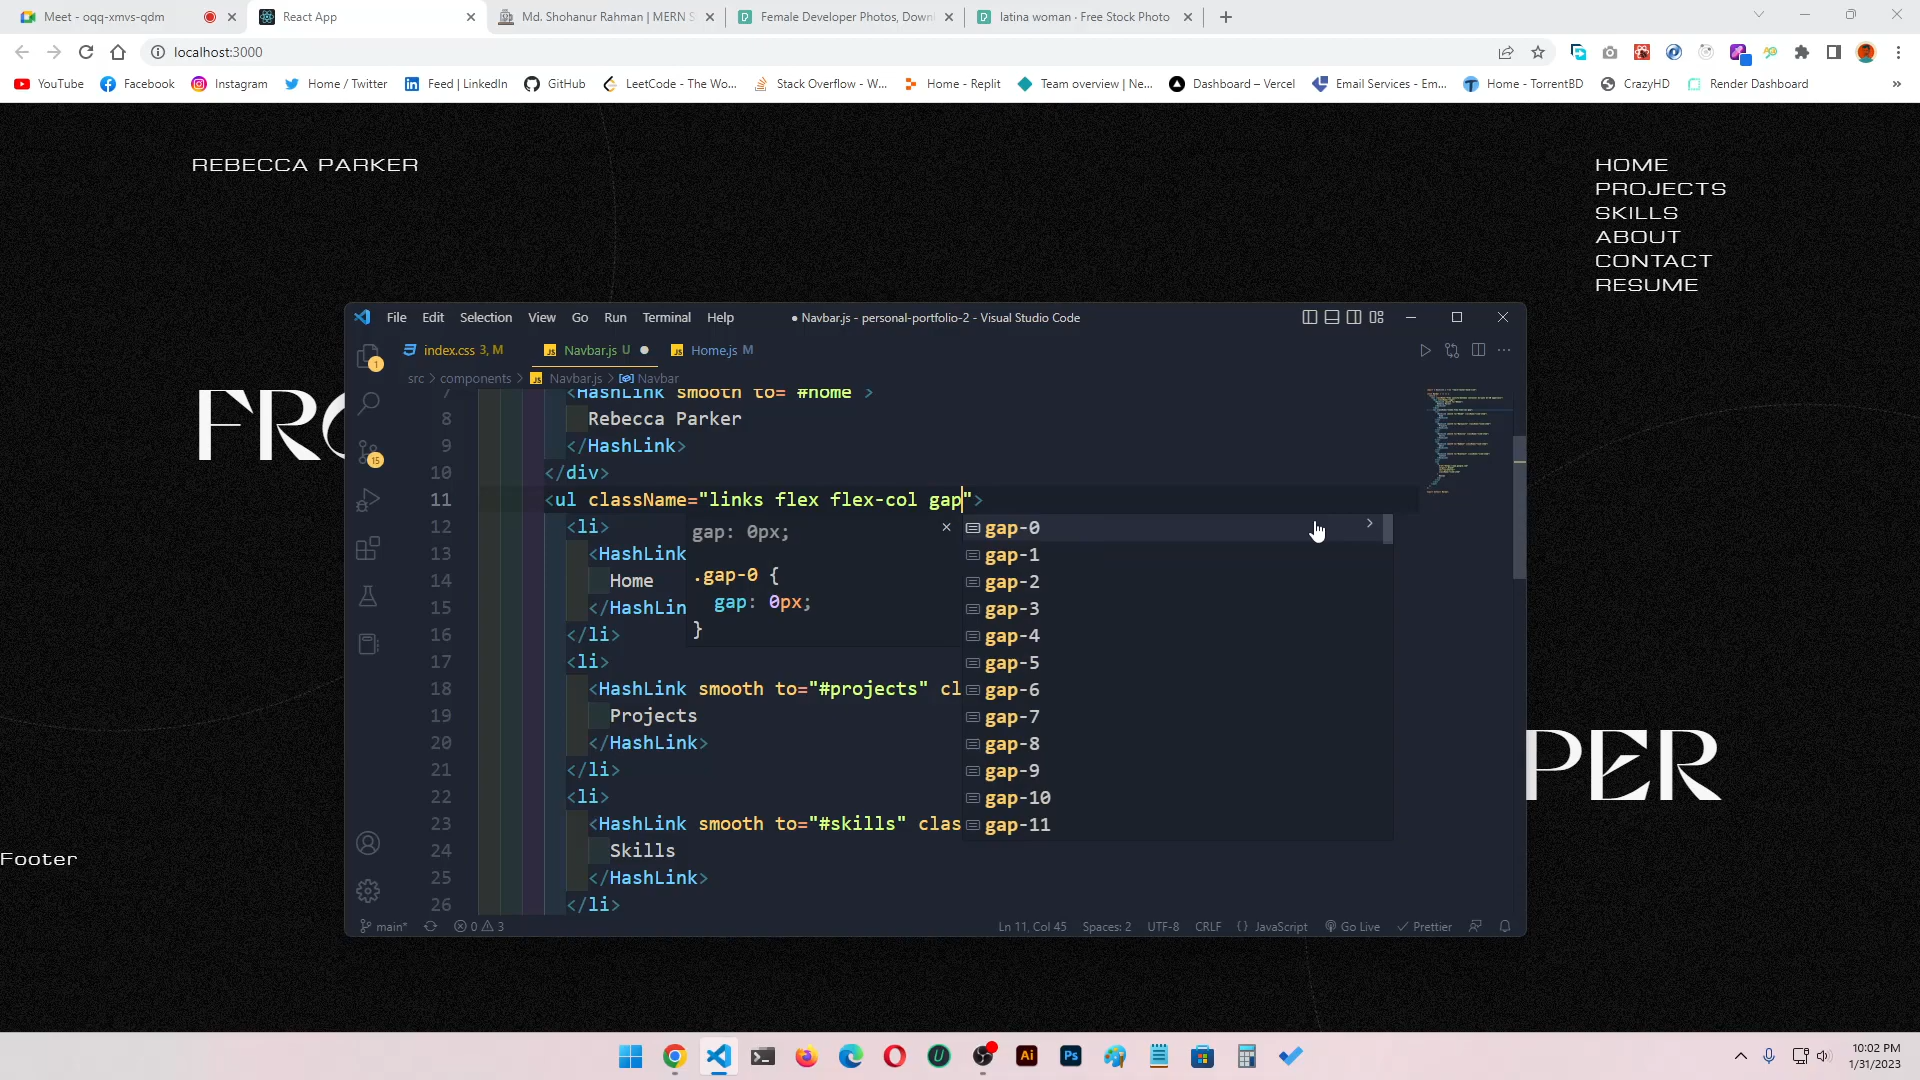 Meet - oqq-xmvs-qdm
React App
Md. Shohanur Rahman | MERN S
Female Developer Photos, Downl
latina woman · Free Stock Photo
localhost:3000
YouTube
Facebook
Instagram
Home / Twitter
Feed | LinkedIn
GitHub
LeetCode - The Wo...
Stack Overflow - W...
Home - Replit
Team overview | Ne...
Dashboard – Vercel
Email Services - Em...
Home - TorrentBD
CrazyHD
Render Dashboard
REBECCA PARKER
HOME
PROJECTS
SKILLS
ABOUT
CONTACT
RESUME
FRO
PER
Footer
File Edit Selection View Go Run Terminal Help
● Navbar.js - personal-portfolio-2 - Visual Studio Code
index.css 3, M
Navbar.js U ●
Home.js M
src > components > Navbar.js > Navbar
1
15
7 <HashLink smooth to="#home">
8 Rebecca Parker
9 </HashLink>
10 </div>
11 <ul className="links flex flex-col gap">
12 <li>
13 <HashLink
14 Home
15 </HashLin
16 </li>
17 <li>
18 <HashLink smooth to="#projects" cl
19 Projects
20 </HashLink>
21 </li>
22 <li>
23 <HashLink smooth to="#skills" clas
24 Skills
25 </HashLink>
26 </li>
gap: 0px;
.gap-0 {
gap: 0px;
}
gap-0
gap-1
gap-2
gap-3
gap-4
gap-5
gap-6
gap-7
gap-8
gap-9
gap-10
gap-11
main*
0 3
Ln 11, Col 45
Spaces: 2
UTF-8
CRLF
{} JavaScript
Go Live
Prettier
Ai
Ps
10:02 PM
1/31/2023